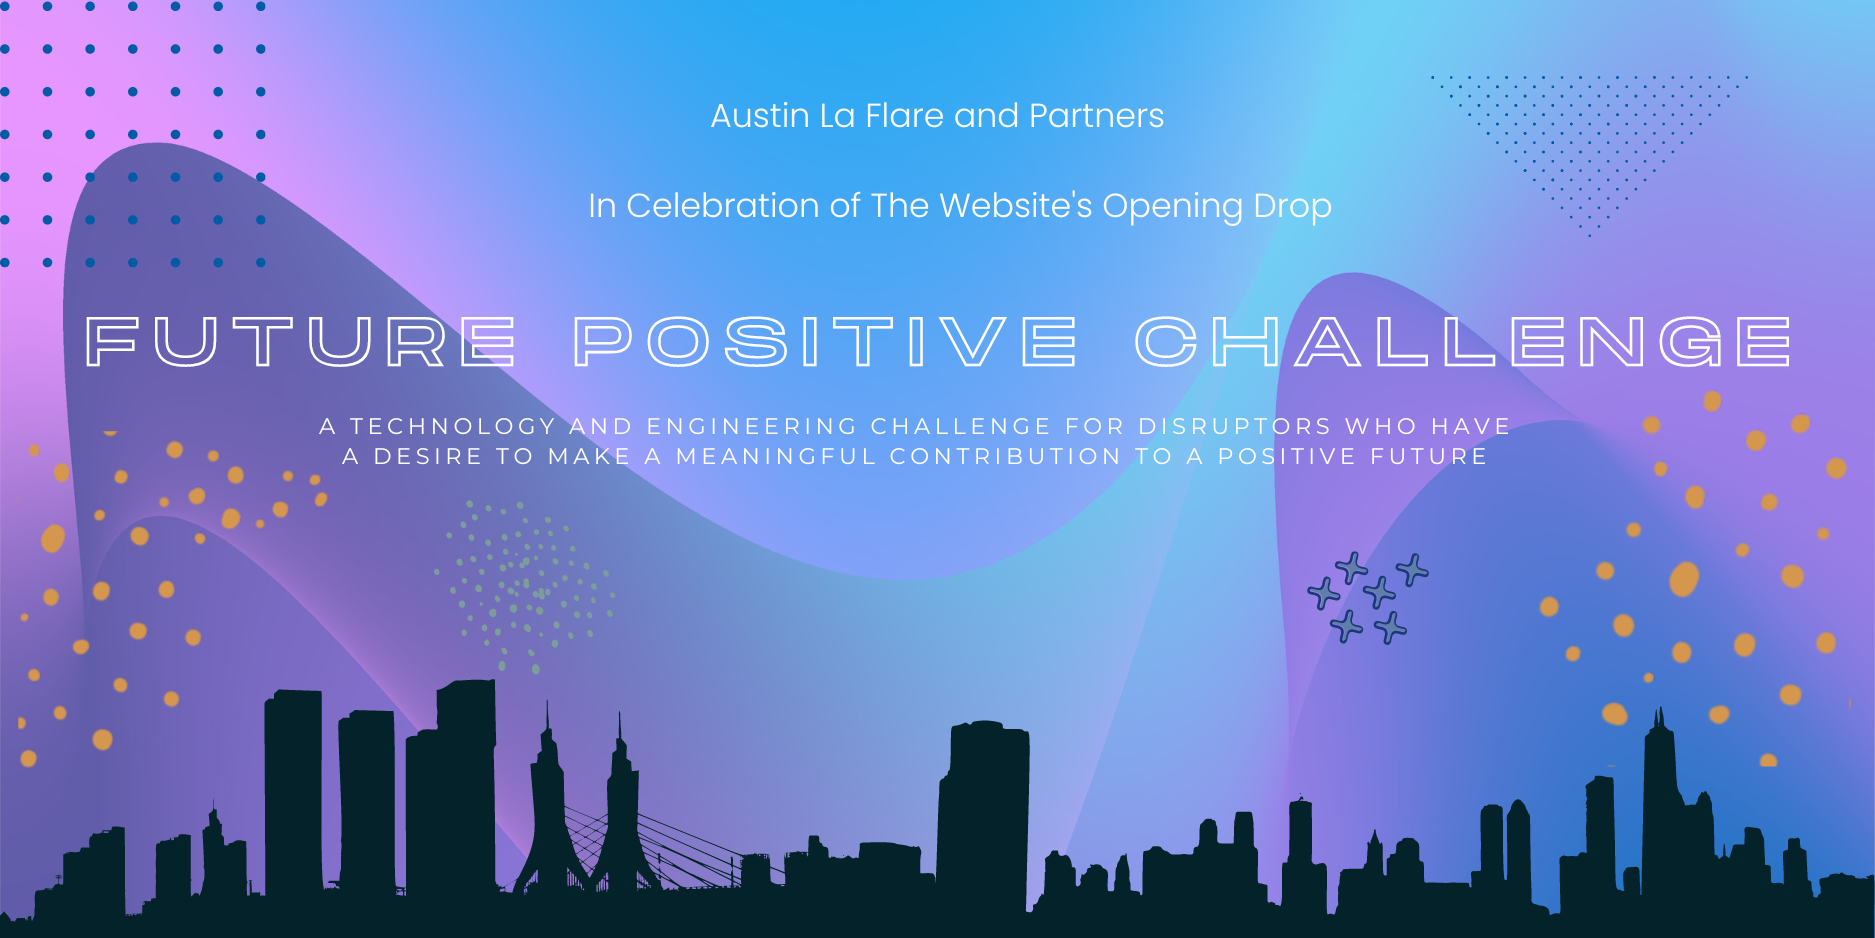 Austin La Flare and Partners
In Celebration of The Website's Opening Drop
FUTURE POSITIVE CHALLENGE
A TECHNOLOGY AND ENGINEERING CHALLENGE FOR DISRUPTORS WHO HAVE
A DESIRE TO MAKE A MEANINGFUL CONTRIBUTION TO A POSITIVE FUTURE